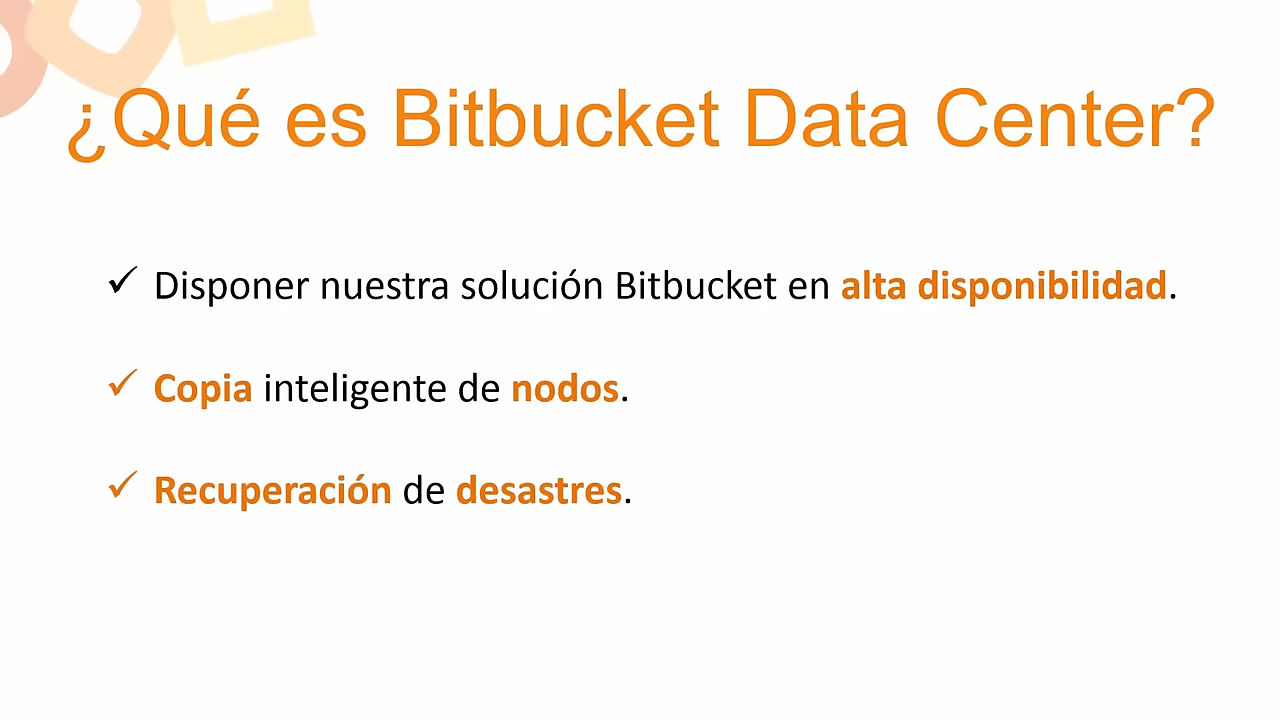 ¿Qué es Bitbucket Data Center?
✓ Disponer nuestra solución Bitbucket en alta disponibilidad.
✓ Copia inteligente de nodos.
✓ Recuperación de desastres.